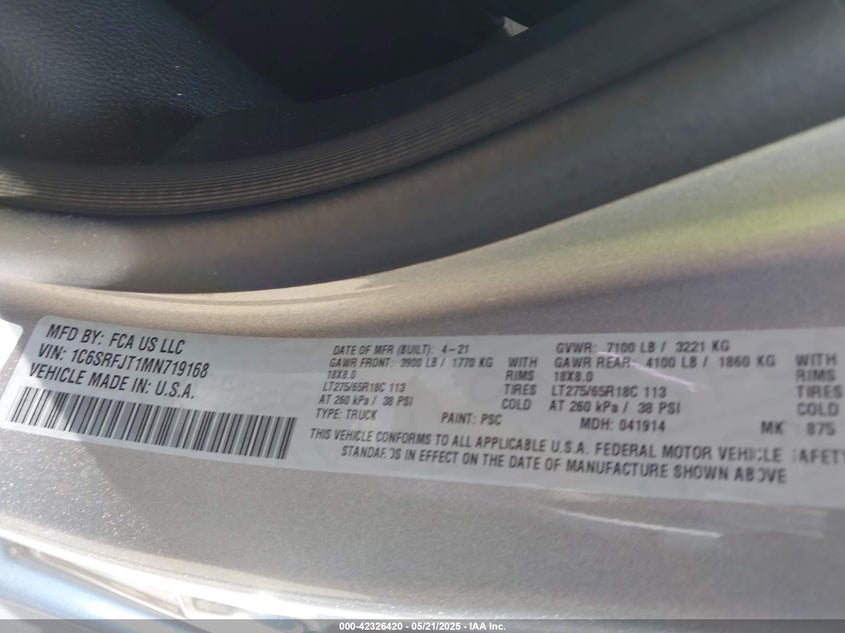 MFD BY: FCA US LLC
VIN: 1C6SRFJT1MN719168
VEHICLE MADE IN: U.S.A.
DATE OF MFR (BUILT): 4-21 GVWR: 7100 LB / 3221 KG
GAWR FRONT: 3900 LB / 1770 KG WITH GAWR REAR: 4100 LB / 1860 KG WITH
18X8.0 RIMS 18X8.0 RIMS
LT275/65R18C 113 TIRES LT275/65R18C 113 TIRES
AT 260 kPa / 38 PSI COLD AT 260 kPa / 38 PSI COLD
TYPE: TRUCK PAINT: PSC MDH: 041914 MK: 875
THIS VEHICLE CONFORMS TO ALL APPLICABLE U.S.A. FEDERAL MOTOR VEHICLE SAFETY
STANDARDS IN EFFECT ON THE DATE OF MANUFACTURE SHOWN ABOVE
000-42326420 — 05/21/2025 — IAA Inc.